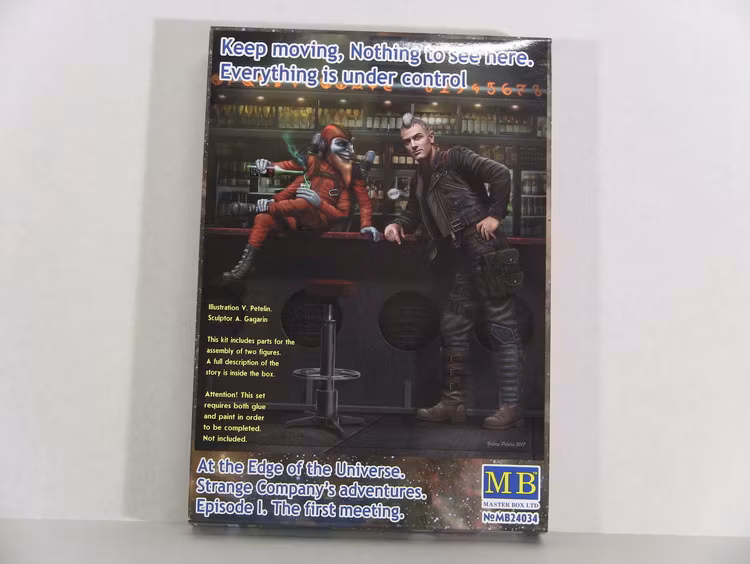 Keep moving, Nothing to see here.
Everything is under control
Illustration V. Petelin.
Sculptor A. Gagarin
This kit includes parts for the
assembly of two figures.
A full description of the
story is inside the box.
Attention! This set
requires both glue
and paint in order
to be completed.
Not included.
At the Edge of the Universe.
Strange Company's adventures.
Episode I. The first meeting.
MB
MASTER BOX LTD
№MB24034